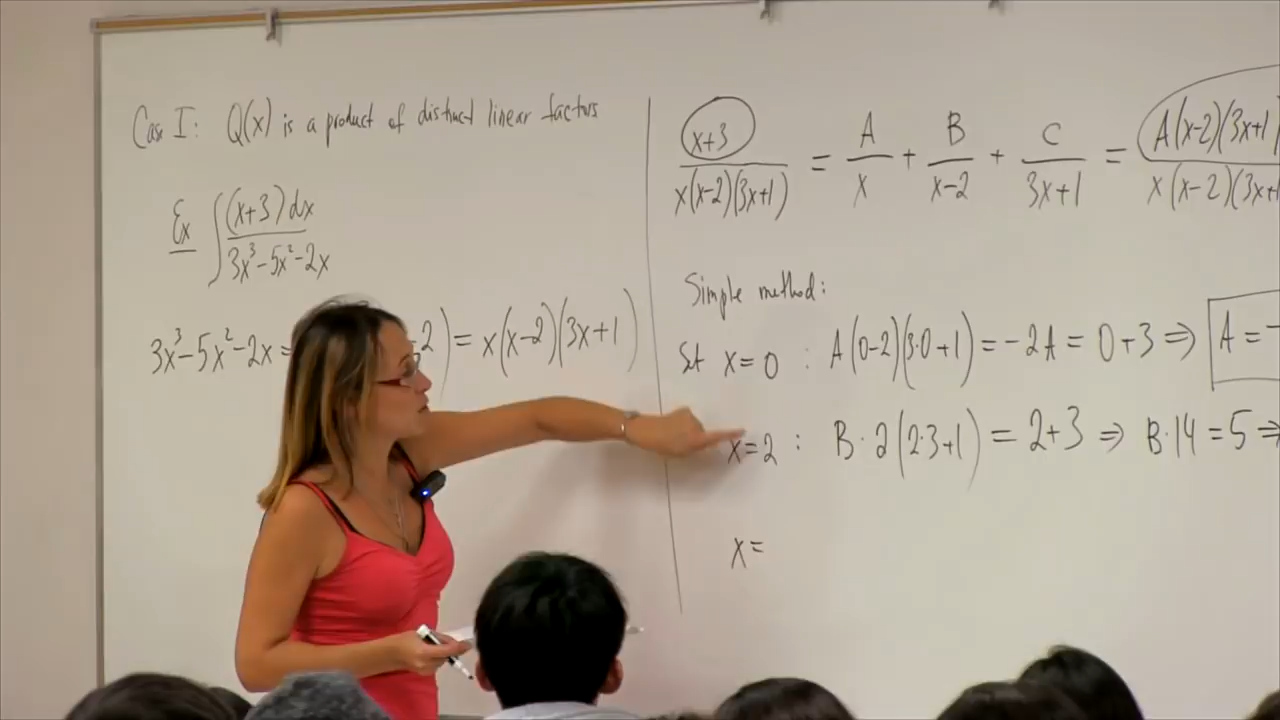 Case I: Q(x) is a product of distinct linear factors
Ex ∫ (x+3)dx / 3x³-5x²-2x
3x³-5x²-2x= 2) = x(x-2)(3x+1)
x+3 / x(x-2)(3x+1) = A / x + B / x-2 + C / 3x+1 = A(x-2)(3x+1) / x(x-2)(3x+1
Simple method:
Set x=0 : A(0-2)(3·0+1) = -2A = 0+3 ⇒ A = -
x=2 : B·2(2·3+1) = 2+3 ⇒ B·14 = 5 ⇒
x=